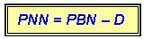 PNN = PBN – D